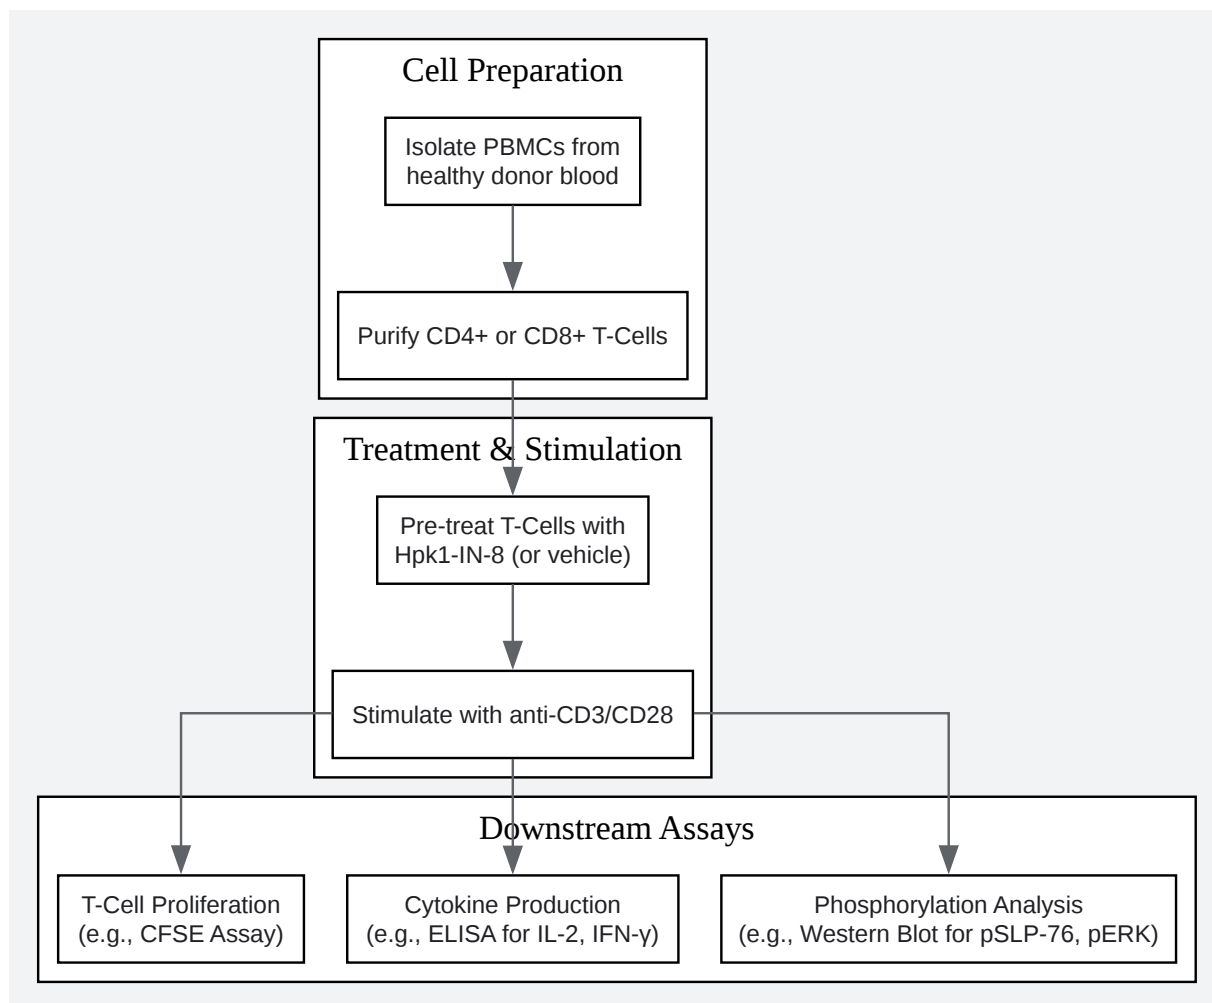 Cell Preparation
Isolate PBMCs from
healthy donor blood
Purify CD4+ or CD8+ T-Cells
Treatment & Stimulation
Pre-treat T-Cells with
Hpk1-IN-8 (or vehicle)
Stimulate with anti-CD3/CD28
Downstream Assays
T-Cell Proliferation
(e.g., CFSE Assay)
Cytokine Production
(e.g., ELISA for IL-2, IFN-γ)
Phosphorylation Analysis
(e.g., Western Blot for pSLP-76, pERK)